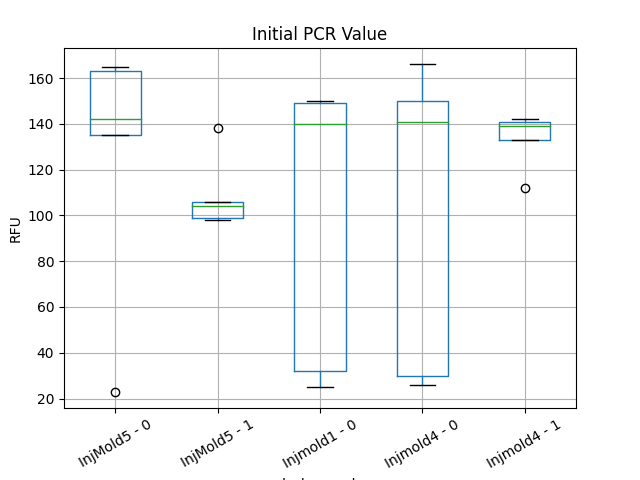 Initial PCR Value
RFU
160
140
120
100
80
60
40
20
InjMold5 - 0
InjMold5 - 1
Injmold1 - 0
Injmold4 - 0
Injmold4 - 1